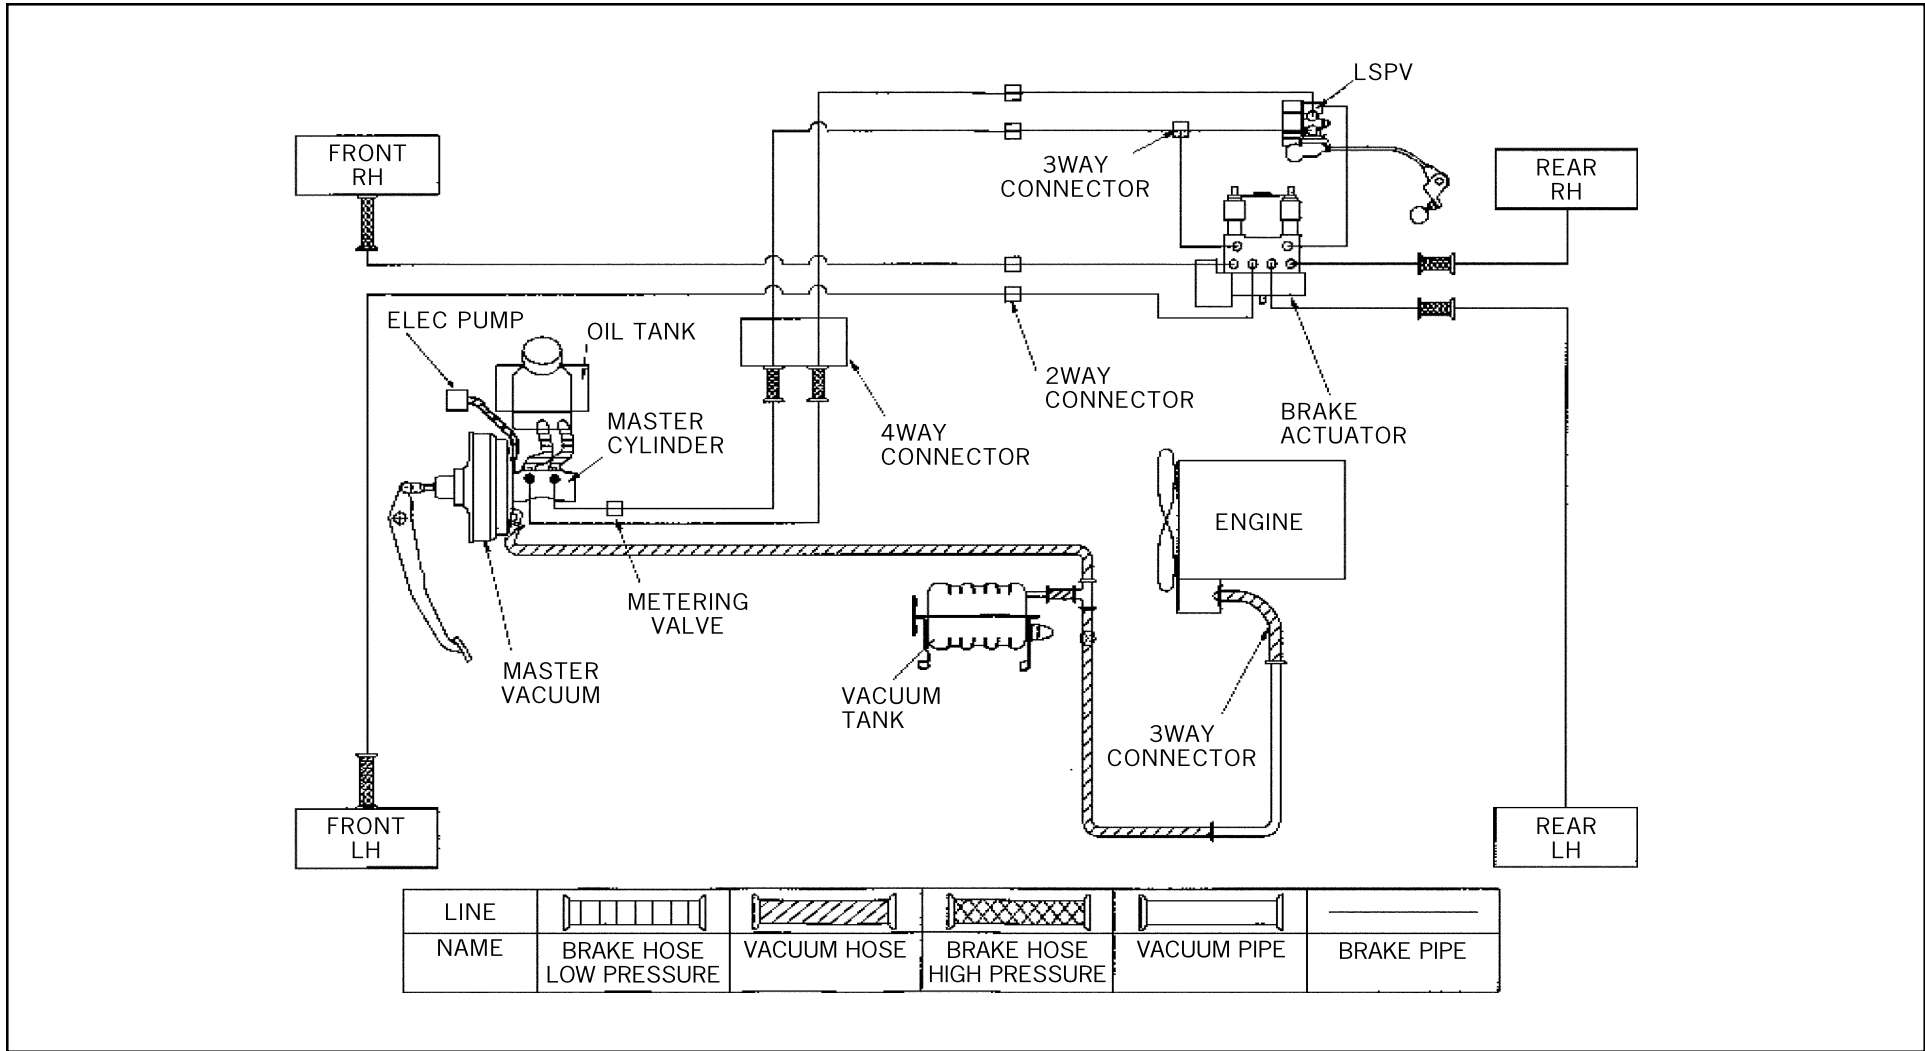 LSPV
FRONT
RH
3WAY
CONNECTOR
REAR
RH
ELEC PUMP
OIL TANK
2WAY
CONNECTOR
BRAKE
ACTUATOR
MASTER
CYLINDER
4WAY
CONNECTOR
ENGINE
METERING
VALVE
MASTER
VACUUM
VACUUM
TANK
3WAY
CONNECTOR
FRONT
LH
REAR
LH
LINE
NAME
BRAKE HOSE
LOW PRESSURE
VACUUM HOSE
BRAKE HOSE
HIGH PRESSURE
VACUUM PIPE
BRAKE PIPE